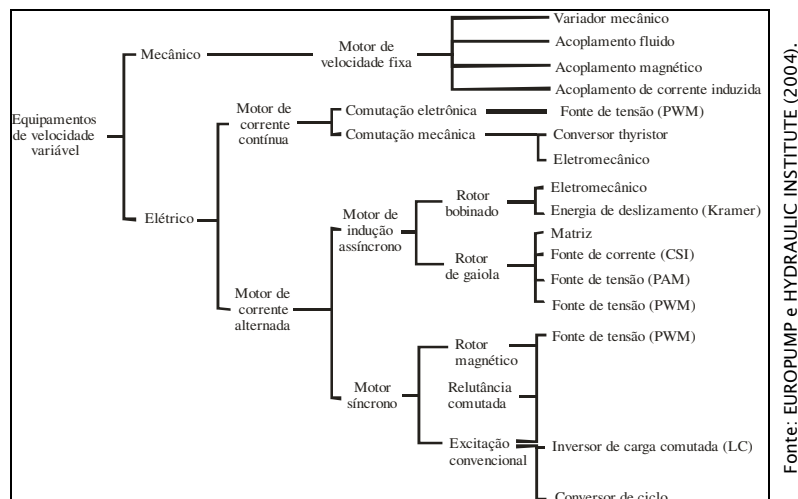 Equipamentos
de velocidade
variável
Mecânico
Motor de
velocidade fixa
Variador mecânico
Acoplamento fluido
Acoplamento magnético
Acoplamento de corrente induzida
Elétrico
Motor de
corrente
contínua
Comutação eletrônica
Fonte de tensão (PWM)
Comutação mecânica
Conversor thyristor
Eletromecânico
Motor de
corrente
alternada
Motor de
indução
assíncrono
Rotor
bobinado
Eletromecânico
Energia de deslizamento (Kramer)
Rotor
de gaiola
Matriz
Fonte de corrente (CSI)
Fonte de tensão (PAM)
Fonte de tensão (PWM)
Motor
síncrono
Rotor
magnético
Fonte de tensão (PWM)
Relutância
comutada
Excitação
convencional
Inversor de carga comutada (LC)
Conversor de ciclo
Fonte: EUROPUMP e HYDRAULIC INSTITUTE (2004).